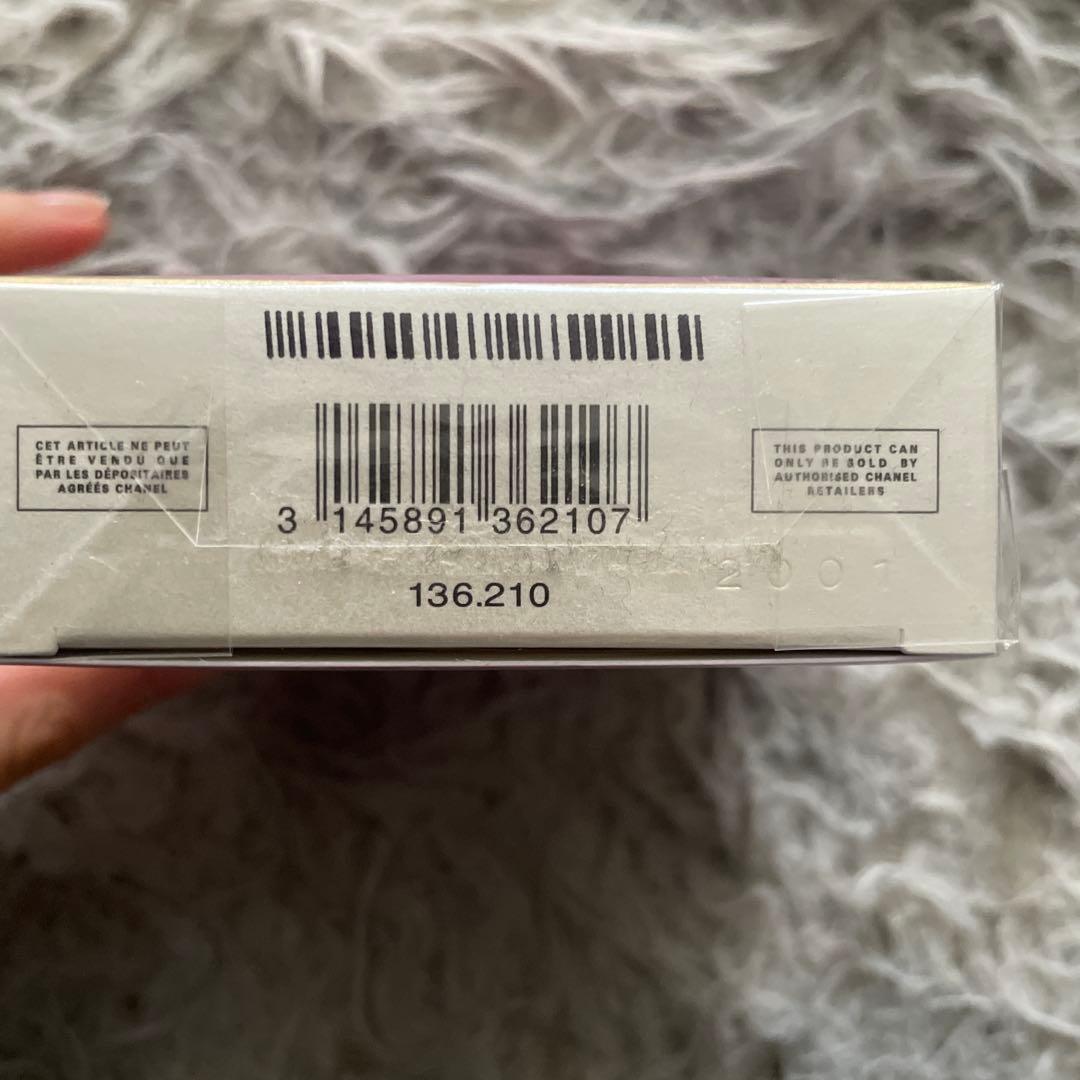 CET ARTICLE NE PEUT
ÊTRE VENDU QUE
PAR LES DÉPOSITAIRES
AGRÉÉS CHANEL
3 145891 362107
136.210
THIS PRODUCT CAN
ONLY BE SOLD BY
AUTHORISED CHANEL
RETAILERS
2001